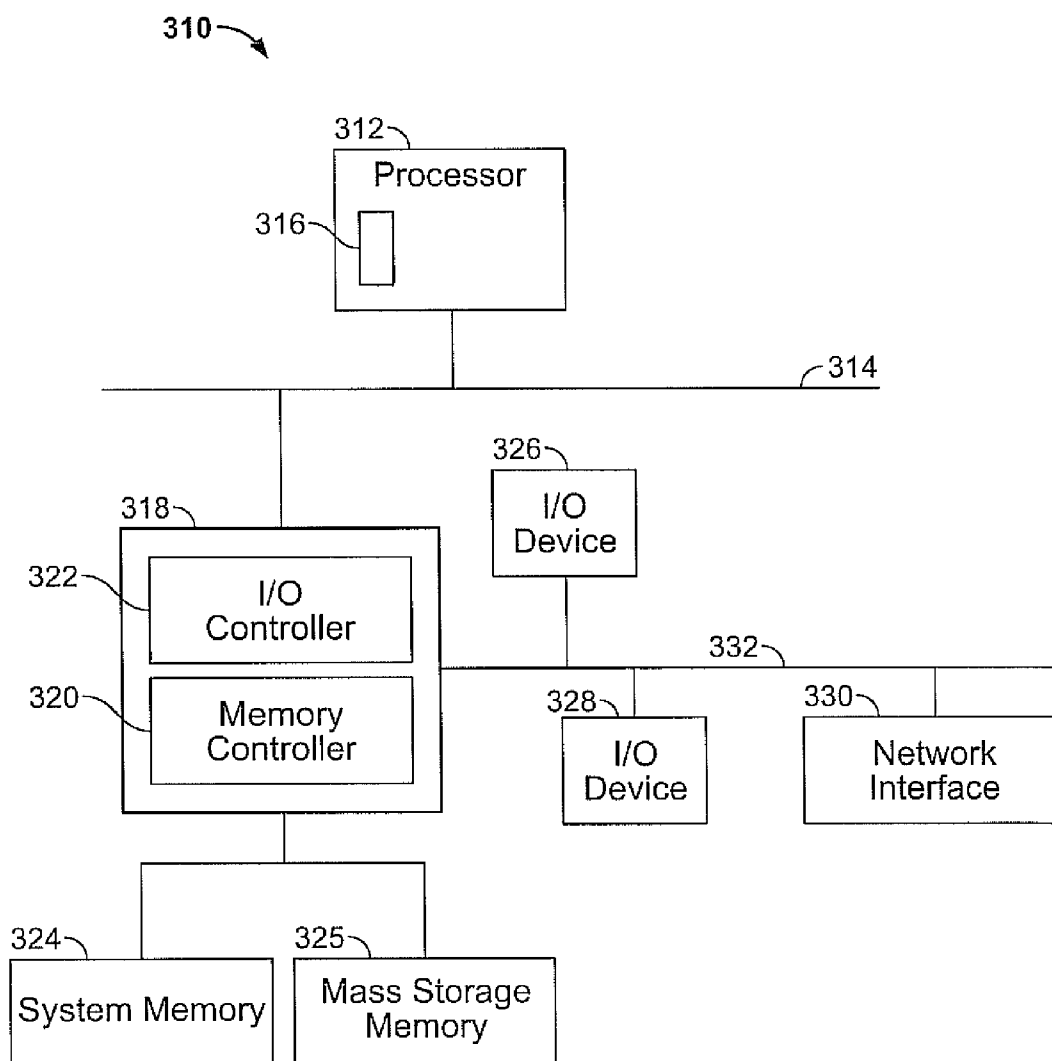 310
312
Processor
316
314
326
I/O
Device
318
322
I/O
Controller
332
320
Memory
Controller
328
I/O
Device
330
Network
Interface
324
System Memory
325
Mass Storage
Memory